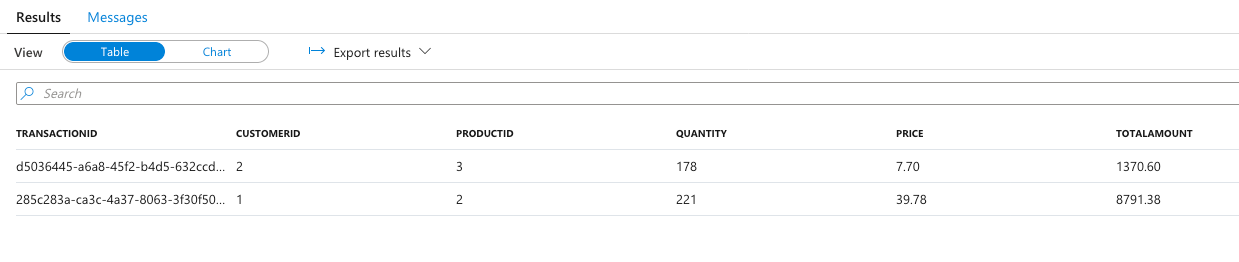 Results Messages
View Table Chart Export results
Search
TRANSACTIONID CUSTOMERID PRODUCTID QUANTITY PRICE TOTALAMOUNT
d5036445-a6a8-45f2-b4d5-632ccd... 2 3 178 7.70 1370.60
285c283a-ca3c-4a37-8063-3f30f50... 1 2 221 39.78 8791.38